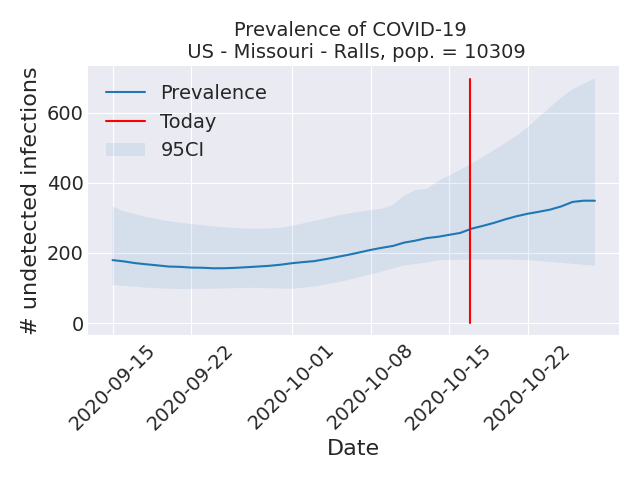 Prevalence of COVID-19
US - Missouri - Ralls, pop. = 10309
# undetected infections
600
400
200
0
Prevalence
Today
95CI
2020-09-15
2020-09-22
2020-10-01
2020-10-08
2020-10-15
2020-10-22
Date